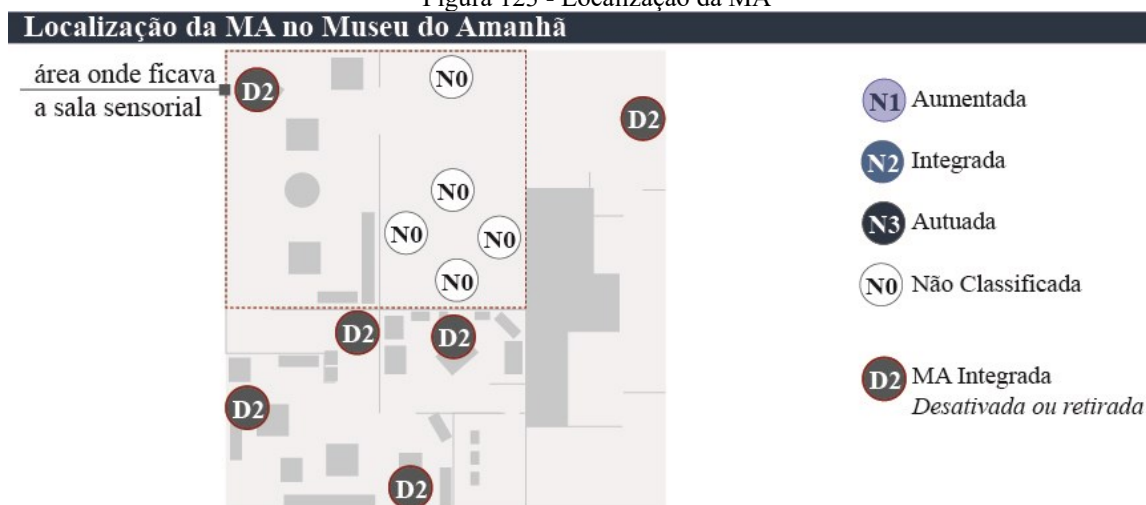 Figura 125 - Localização da MA
Localização da MA no Museu do Amanhã
área onde ficava
a sala sensorial
D2
N0
D2
N0
N0
N0
N0
D2
D2
D2
D2
N1 Aumentada
N2 Integrada
N3 Autuada
N0 Não Classificada
D2 MA Integrada
Desativada ou retirada